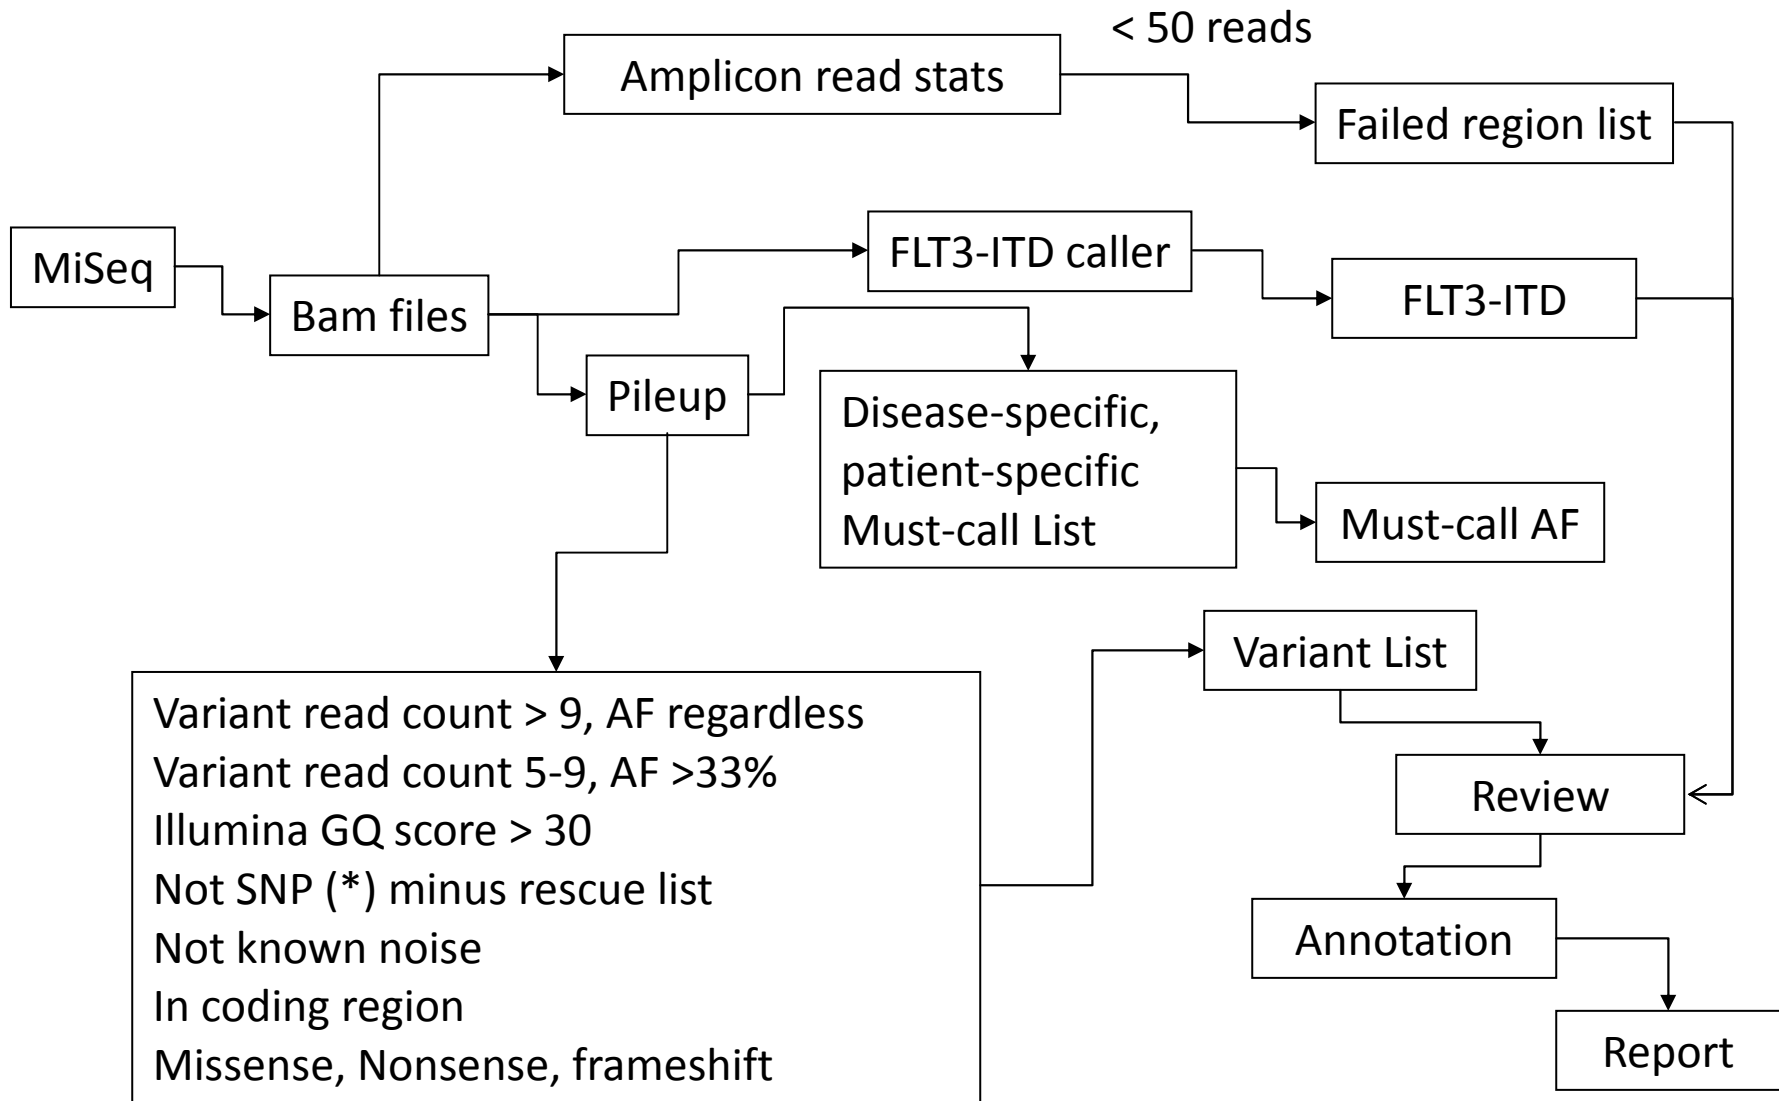 < 50 reads
Amplicon read stats
Failed region list
MiSeq
Bam files
FLT3-ITD caller
FLT3-ITD
Pileup
Disease-specific,
patient-specific
Must-call List
Must-call AF
Variant List
Variant read count > 9, AF regardless
Variant read count 5-9, AF >33%
Illumina GQ score > 30
Not SNP (*) minus rescue list
Not known noise
In coding region
Missense, Nonsense, frameshift
Review
Annotation
Report